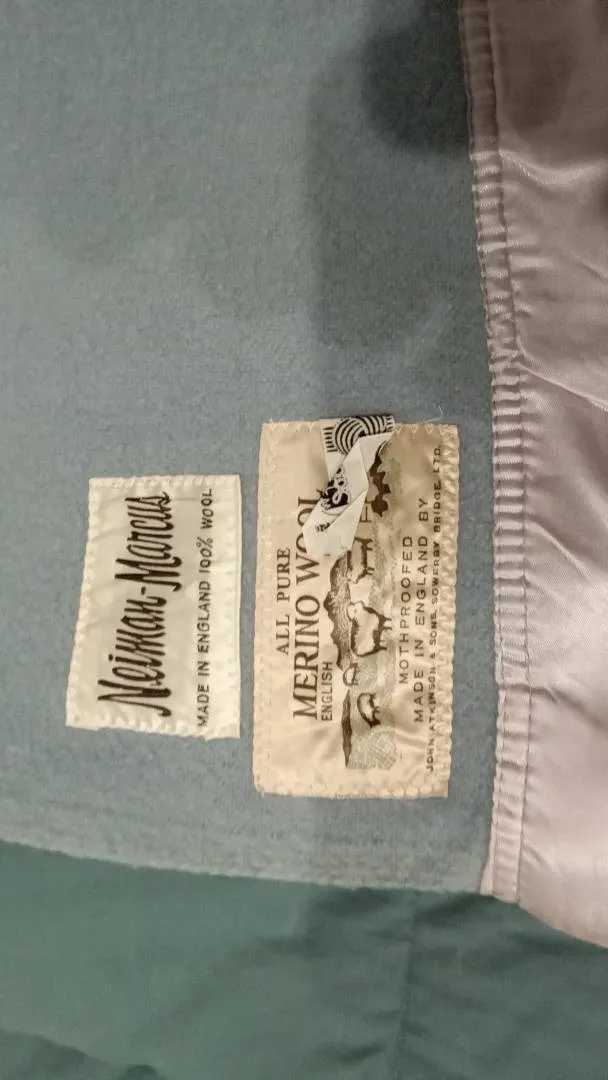 Neiman-Marcus
MADE IN ENGLAND 100% WOOL
ALL PURE
MERINO WOOL
ENGLISH
MOTHPROOFED
MADE IN ENGLAND BY
JOHN ATKINSON & SONS, SOWERBY BRIDGE, LTD.